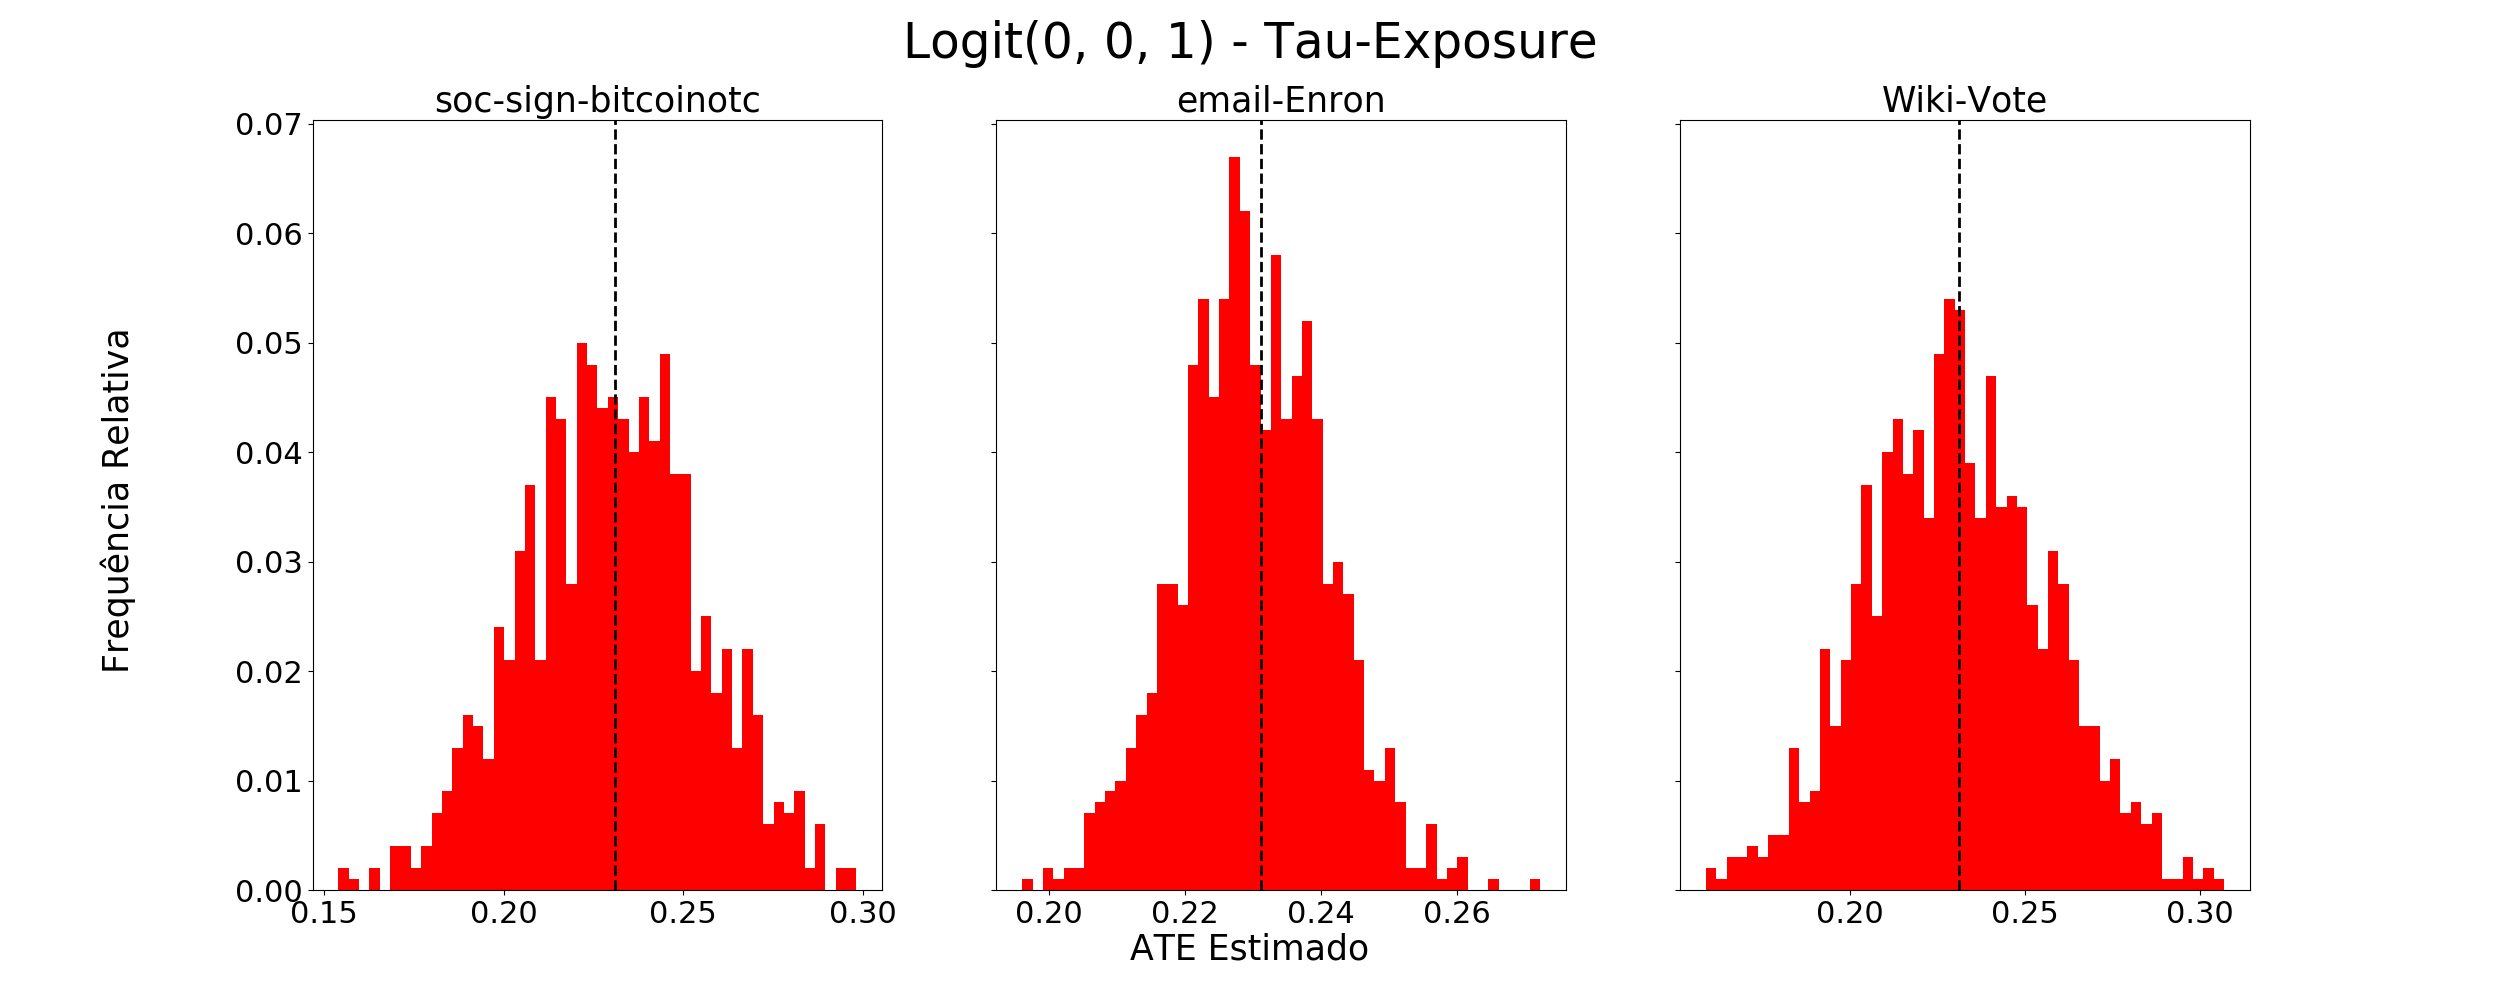 Logit(0, 0, 1) - Tau-Exposure
soc-sign-bitcoinotc
email-Enron
Wiki-Vote
0.07
0.06
0.05
0.04
0.03
0.02
0.01
0.00
Frequência Relativa
0.15 0.20 0.25 0.30
0.20 0.22 0.24 0.26
0.20 0.25 0.30
ATE Estimado